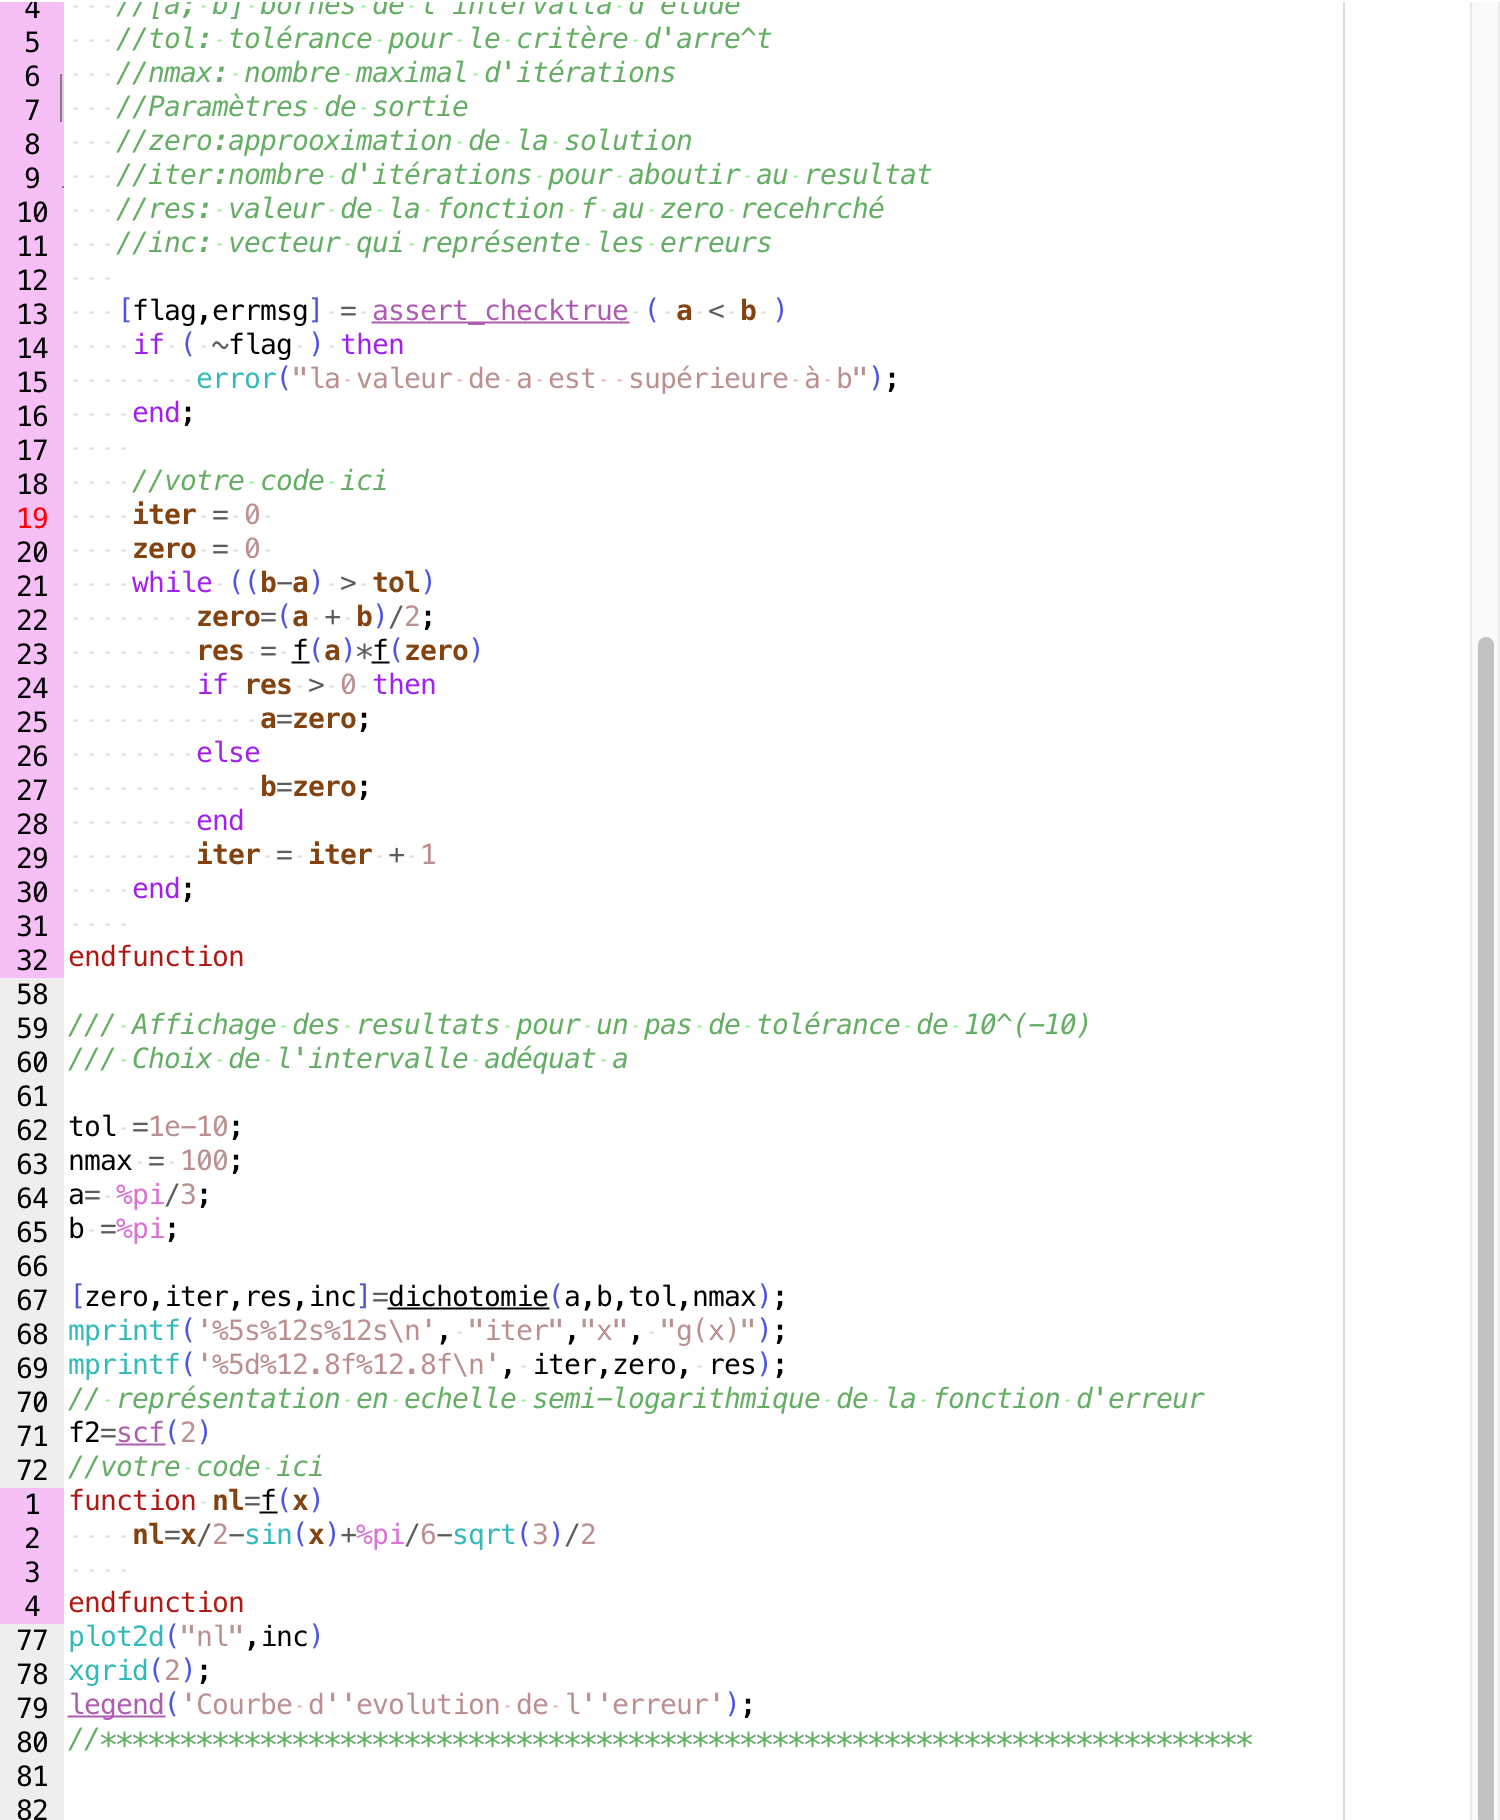 4 //[a; b] bornes de l'intervalla d'etude
5 //tol: tolérance pour le critère d'arre^t
6 //nmax: nombre maximal d'itérations
7 //Paramètres de sortie
8 //zero:approoximation de la solution
9 //iter:nombre d'itérations pour aboutir au resultat
10 //res: valeur de la fonction f au zero recehrché
11 //inc: vecteur qui représente les erreurs
12
13 [flag,errmsg] = assert_checktrue ( a < b )
14 if ( ~flag ) then
15 error("la valeur de a est  supérieure à b");
16 end;
17
18 //votre code ici
19 iter = 0
20 zero = 0
21 while ((b-a) > tol)
22 zero=(a + b)/2;
23 res = f(a)*f(zero)
24 if res > 0 then
25 a=zero;
26 else
27 b=zero;
28 end
29 iter = iter + 1
30 end;
31
32 endfunction
58
59 /// Affichage des resultats pour un pas de tolérance de 10^(-10)
60 /// Choix de l'intervalle adéquat a
61
62 tol =1e-10;
63 nmax = 100;
64 a= %pi/3;
65 b =%pi;
66
67 [zero,iter,res,inc]=dichotomie(a,b,tol,nmax);
68 mprintf('%5s%12s%12s\n', "iter","x", "g(x)");
69 mprintf('%5d%12.8f%12.8f\n', iter,zero, res);
70 // représentation en echelle semi-logarithmique de la fonction d'erreur
71 f2=scf(2)
72 //votre code ici
1 function nl=f(x)
2 nl=x/2-sin(x)+%pi/6-sqrt(3)/2
3
4 endfunction
77 plot2d("nl",inc)
78 xgrid(2);
79 legend('Courbe d''evolution de l''erreur');
80 //************************************************************************
81
82